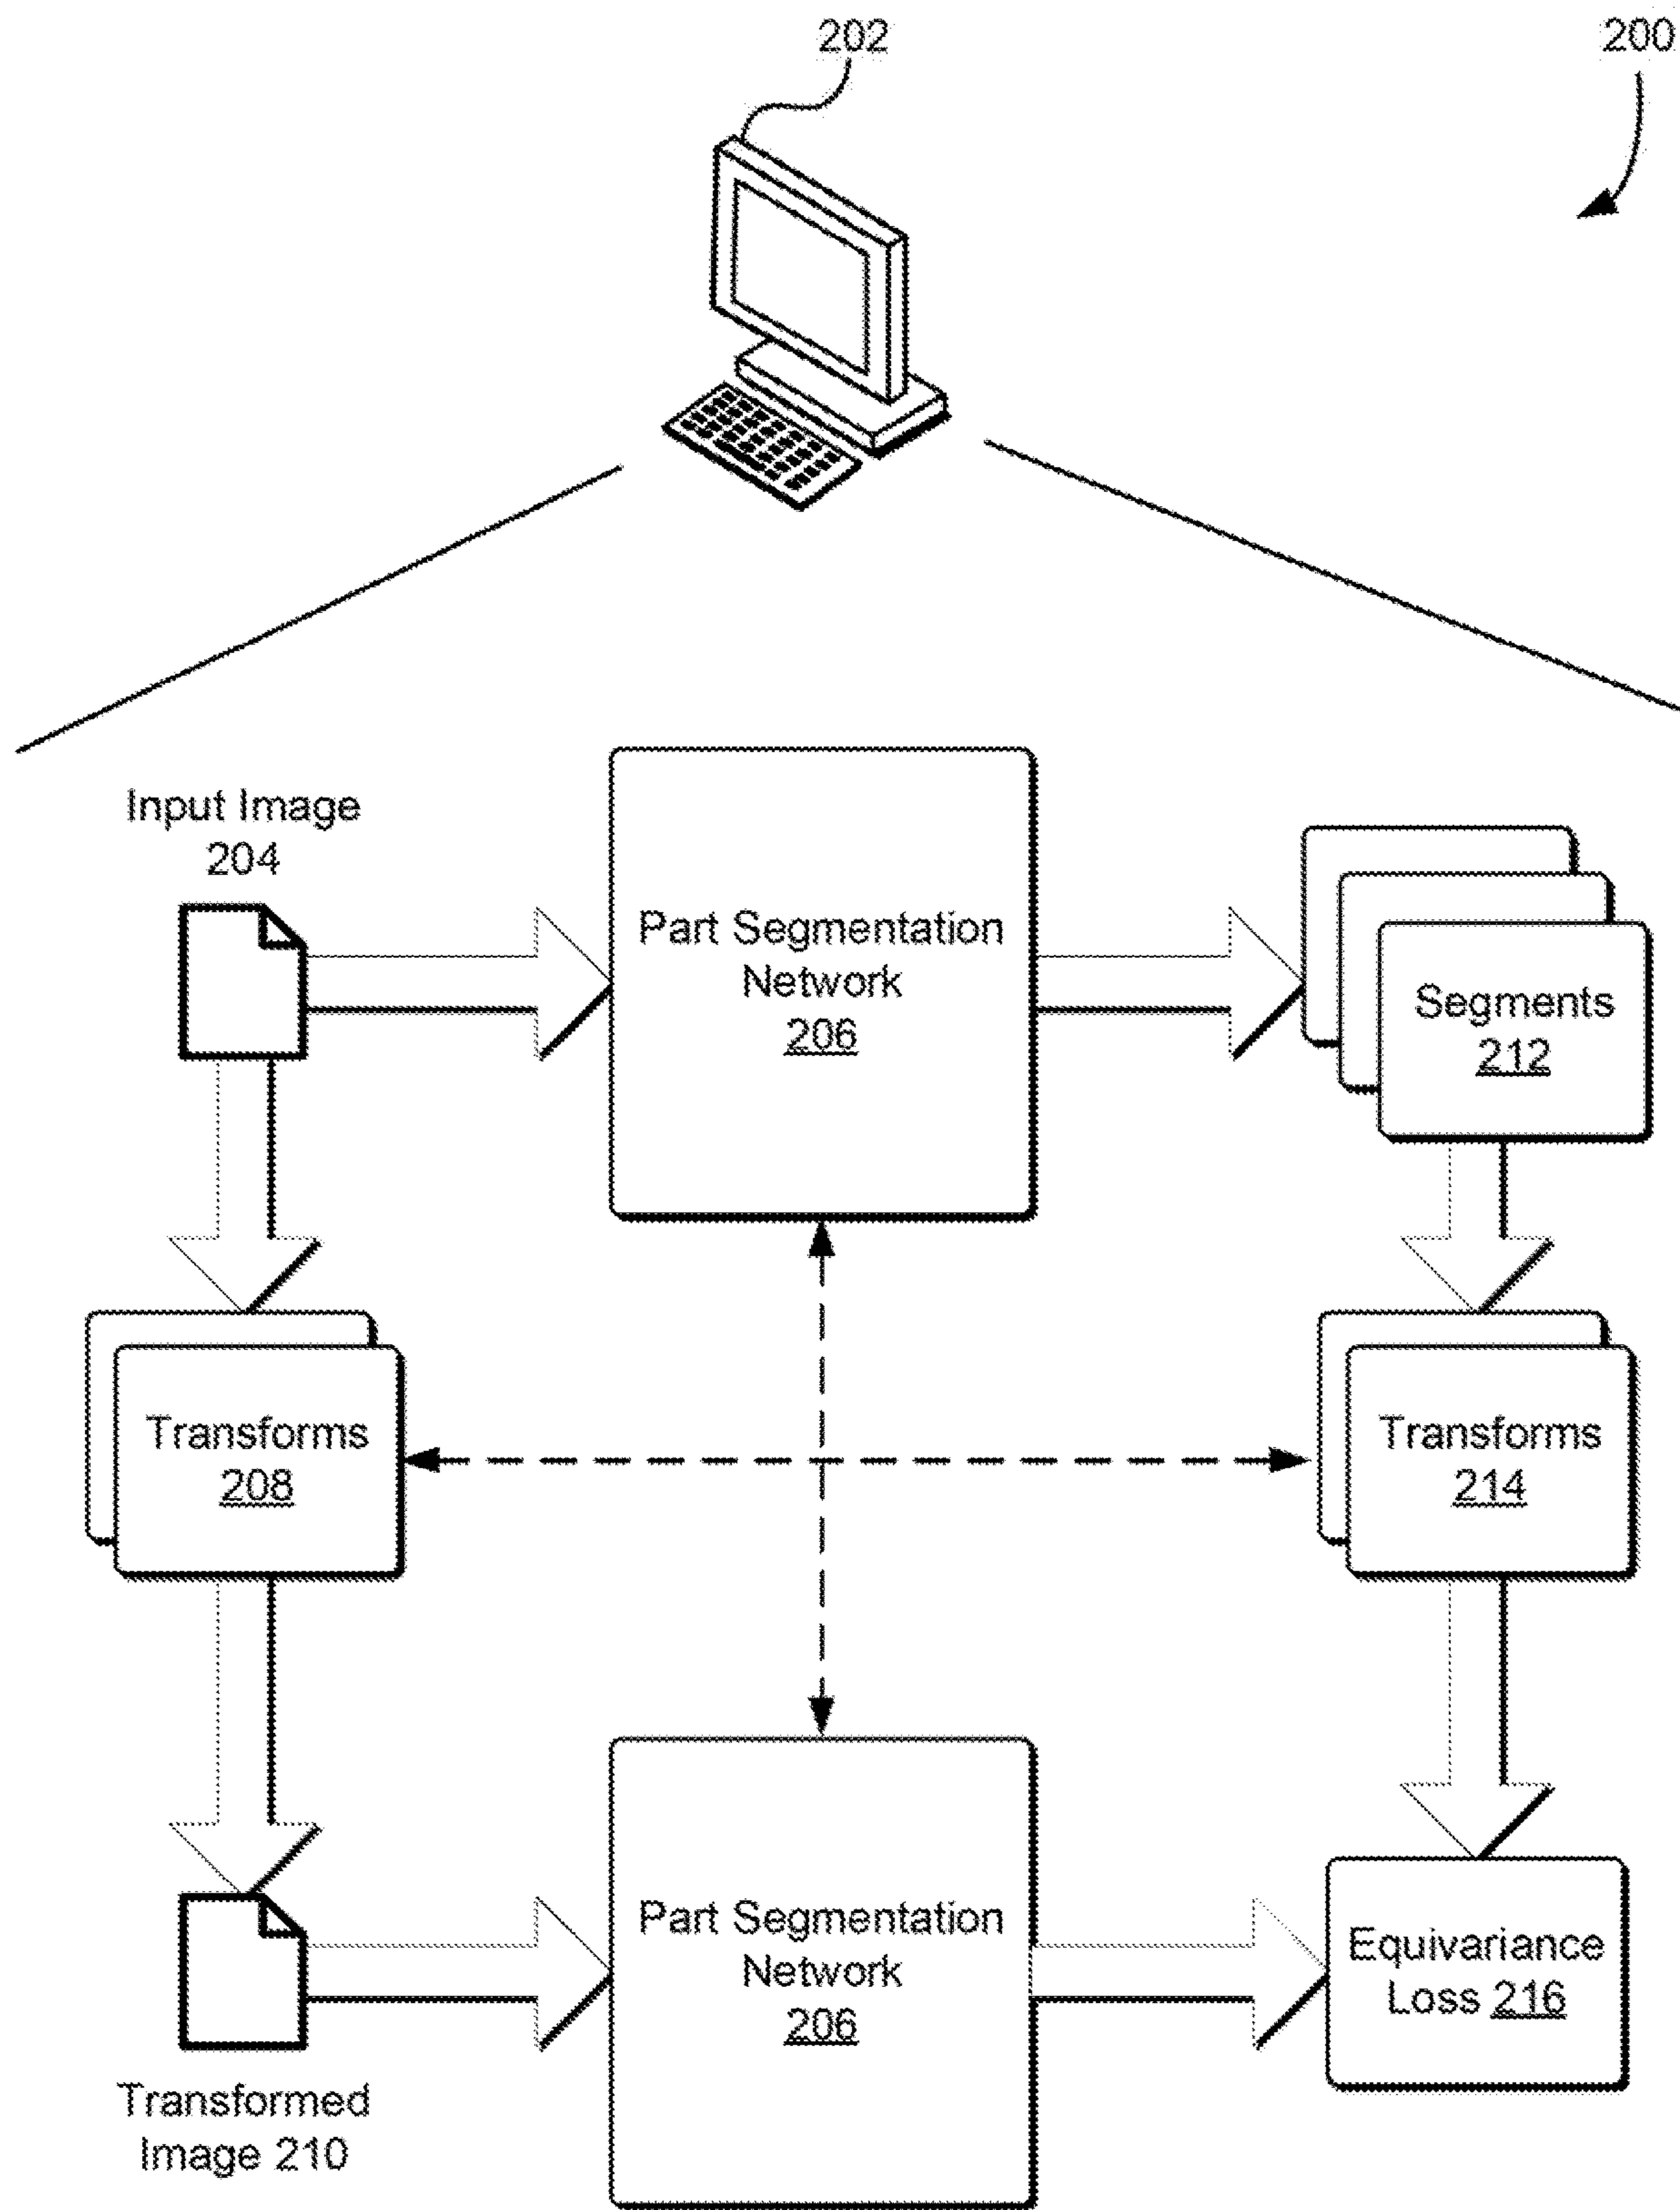 202
200
Input Image
204
Part Segmentation
Network
206
Segments
212
Transforms
208
Transforms
214
Part Segmentation
Network
206
Equivariance
Loss 216
Transformed
Image 210